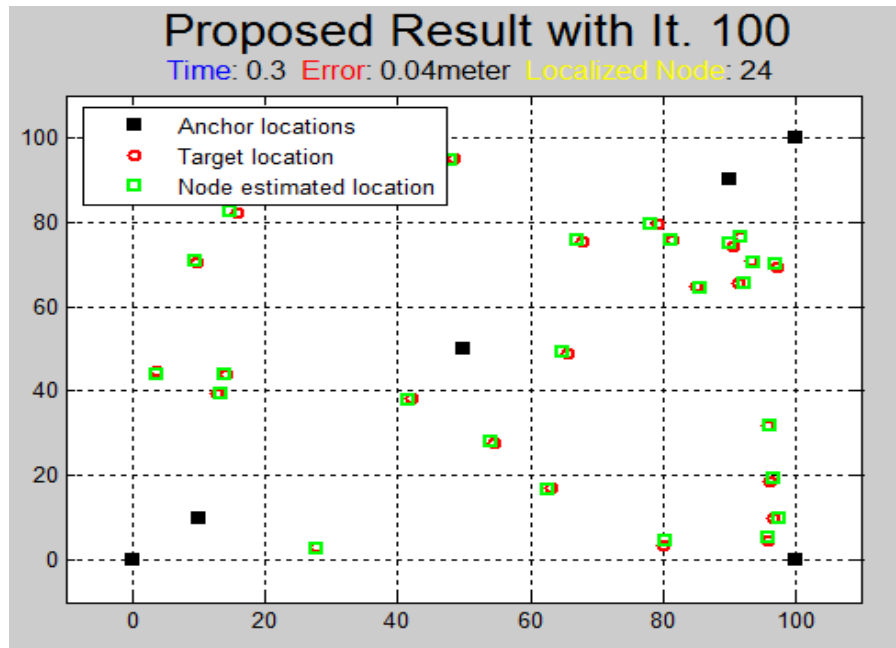 Proposed Result with It. 100
Time: 0.3 Error: 0.04meter Localized Node: 24
Anchor locations
Target location
Node estimated location
100
80
60
40
20
0
0 20 40 60 80 100